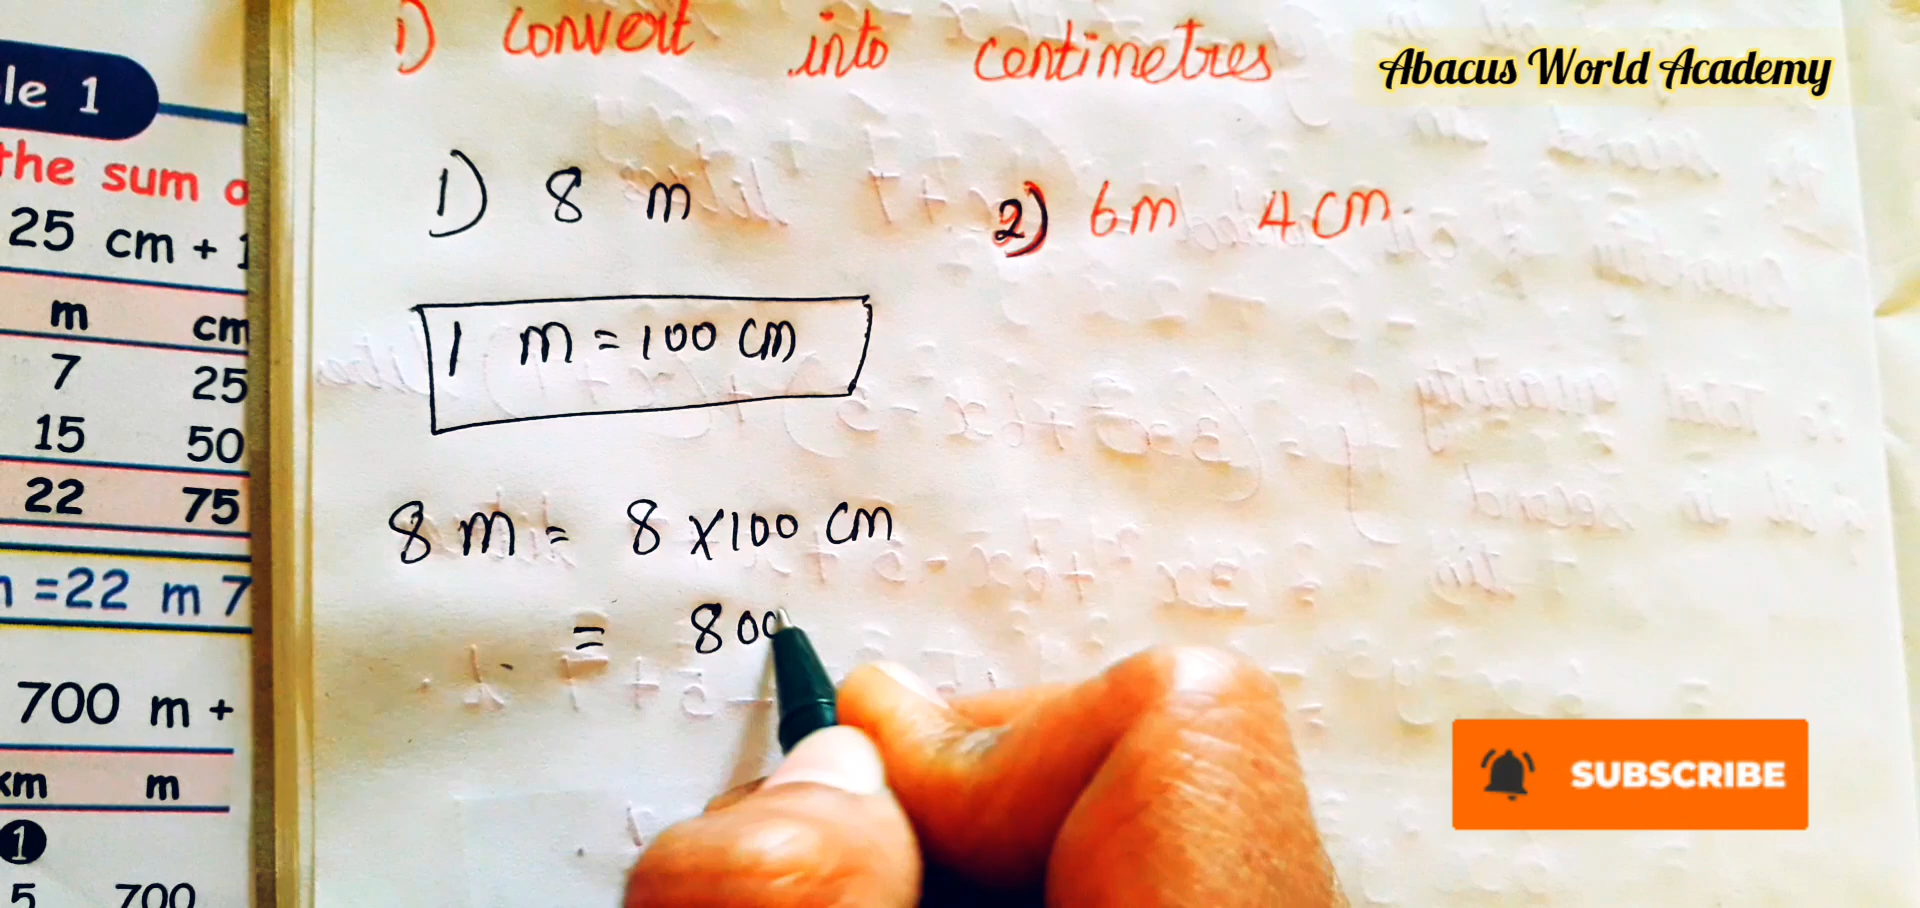 le 1
the sum o
25 cm + 1
m cm
7 25
15 50
22 75
=22 m 7
700 m +
km m
1
5 700
1) convert into centimetres
Abacus World Academy
1) 8 m
2) 6m 4cm.
1 m = 100 cm
8 m = 8 x 100 cm
= 800
SUBSCRIBE